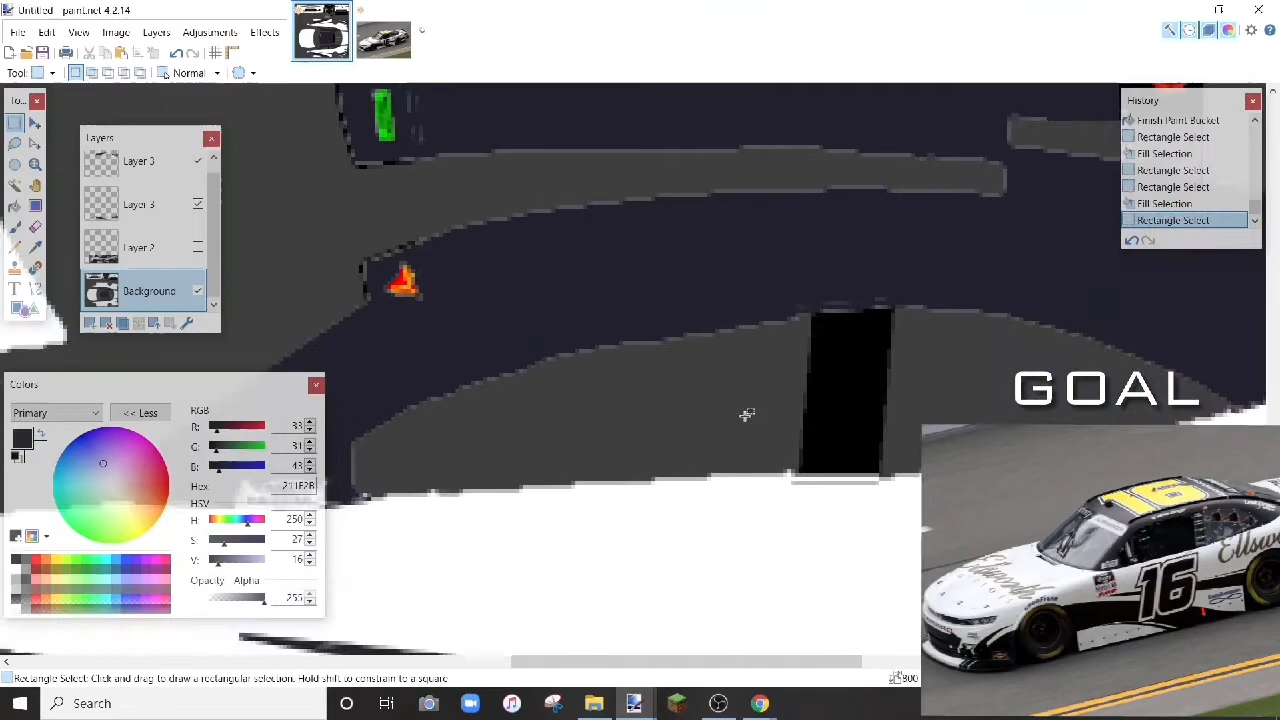 Untitled - paint.net 4.2.14
File Edit View Image Layers Adjustments Effects
Tool: Normal
To...
Layers
Layer 3
Layer 3
Layer 2
Background
History
Finish Paint Bucket
Rectangle Select
Fill Selection
Rectangle Select
Rectangle Select
Fill Selection
Rectangle Select
Colors
Primary << Less
RGB
R: 33
G: 31
B: 43
Hex: 211F2B
HSV
H: 250
S: 27
V: 16
Opacity Alpha
255
GOAL
16
Rectangle Select: Click and drag to draw a rectangular selection. Hold shift to constrain to a square
800
Search